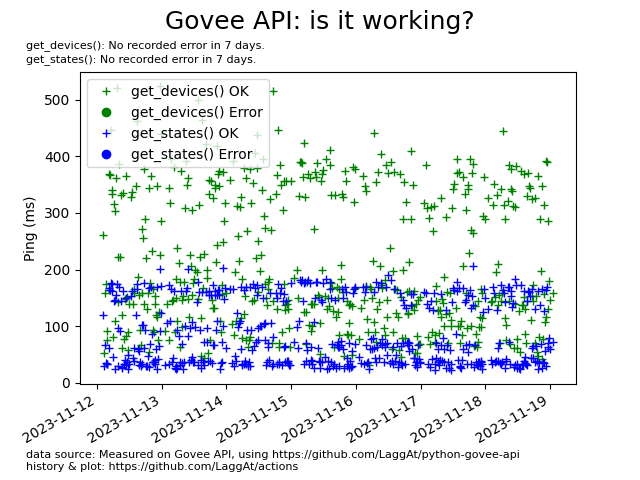 Govee API: is it working?
get_devices(): No recorded error in 7 days.
get_states(): No recorded error in 7 days.
get_devices() OK
get_devices() Error
get_states() OK
get_states() Error
Ping (ms)
500
400
300
200
100
0
2023-11-12
2023-11-13
2023-11-14
2023-11-15
2023-11-16
2023-11-17
2023-11-18
2023-11-19
data source: Measured on Govee API, using https://github.com/LaggAt/python-govee-api
history & plot: https://github.com/LaggAt/actions